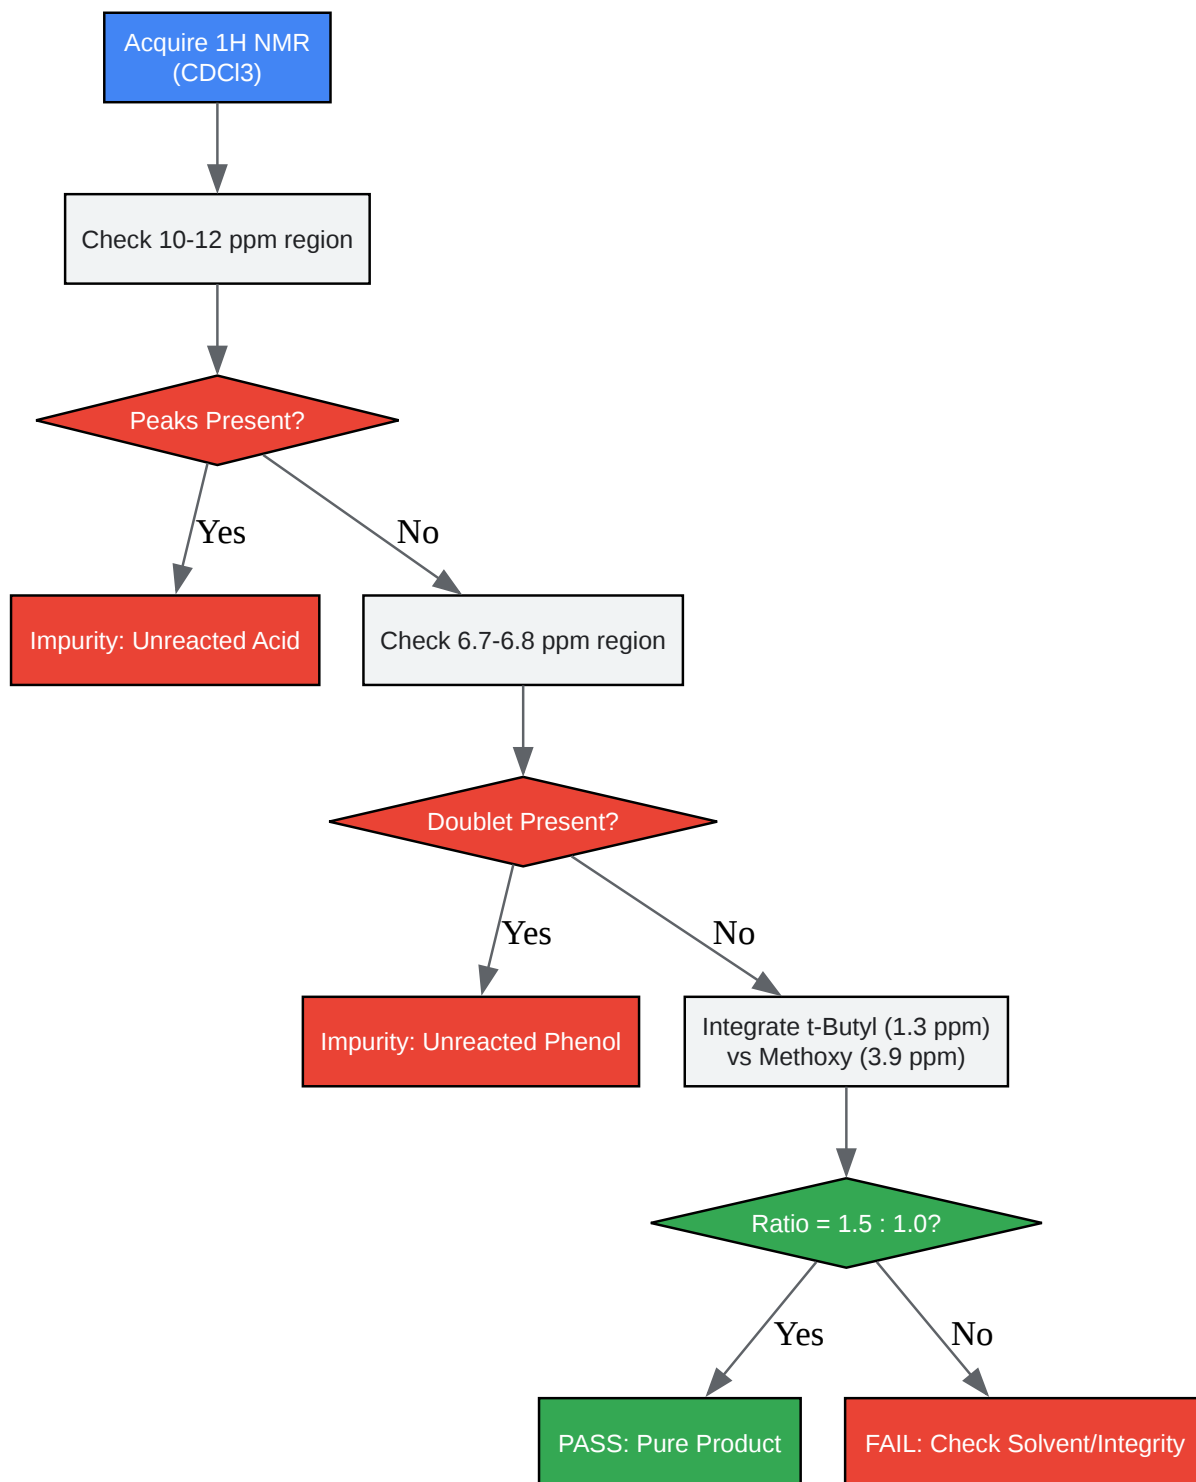 Acquire 1H NMR
(CDCl3)
Check 10-12 ppm region
Peaks Present?
Yes
No
Impurity: Unreacted Acid
Check 6.7-6.8 ppm region
Doublet Present?
Yes
No
Impurity: Unreacted Phenol
Integrate t-Butyl (1.3 ppm)
vs Methoxy (3.9 ppm)
Ratio = 1.5 : 1.0?
Yes
No
PASS: Pure Product
FAIL: Check Solvent/Integrity